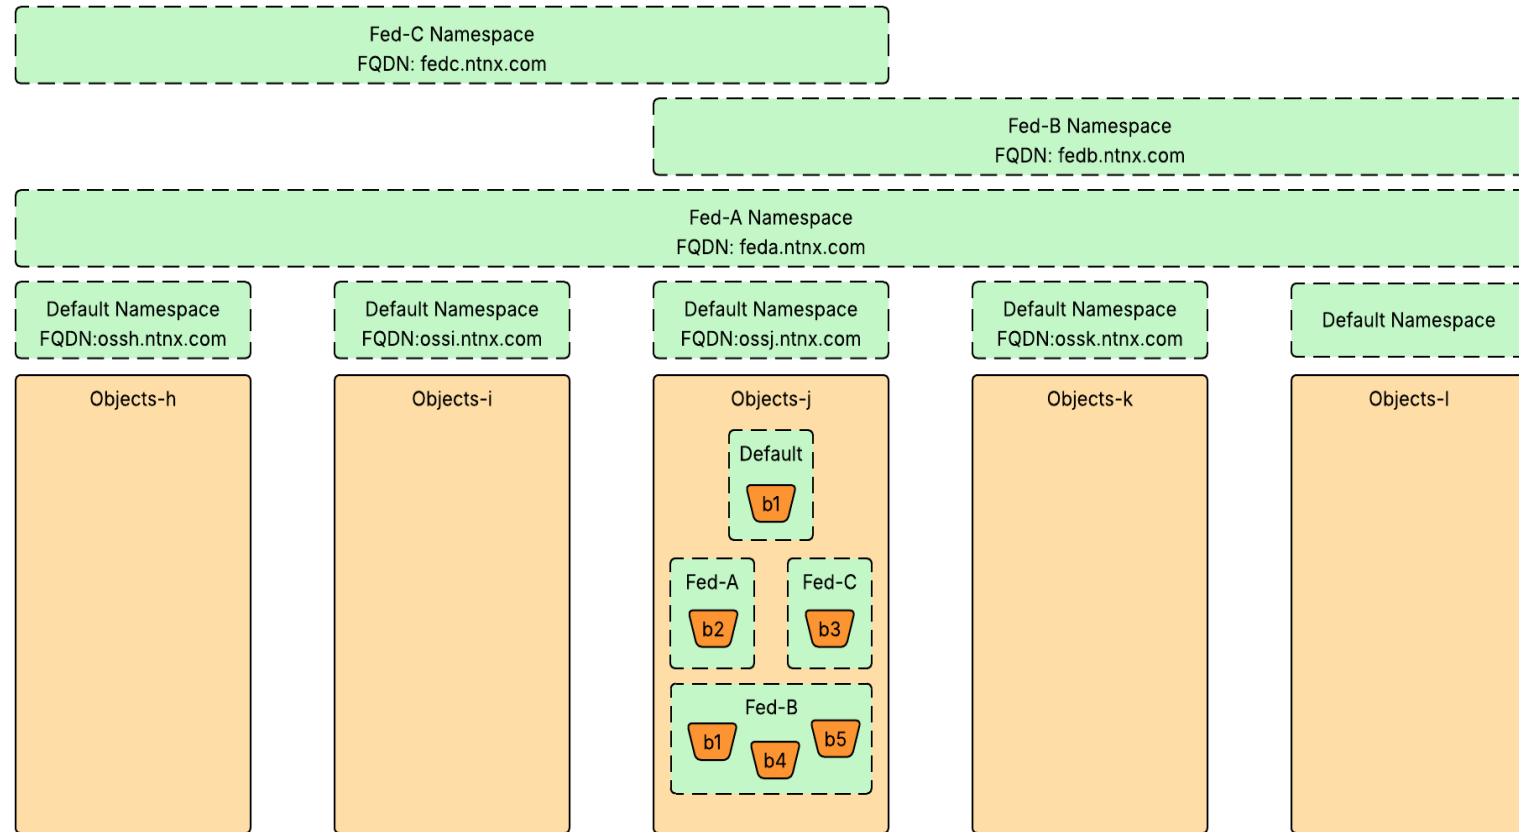 Fed-C Namespace
FQDN: fedc.ntnx.com
Fed-B Namespace
FQDN: fedb.ntnx.com
Fed-A Namespace
FQDN: feda.ntnx.com
Default Namespace
FQDN:ossh.ntnx.com
Default Namespace
FQDN:ossi.ntnx.com
Default Namespace
FQDN:ossj.ntnx.com
Default Namespace
FQDN:ossk.ntnx.com
Default Namespace
Objects-h
Objects-i
Objects-j
Objects-k
Objects-l
Default
b1
Fed-A
b2
Fed-C
b3
Fed-B
b1
b4
b5